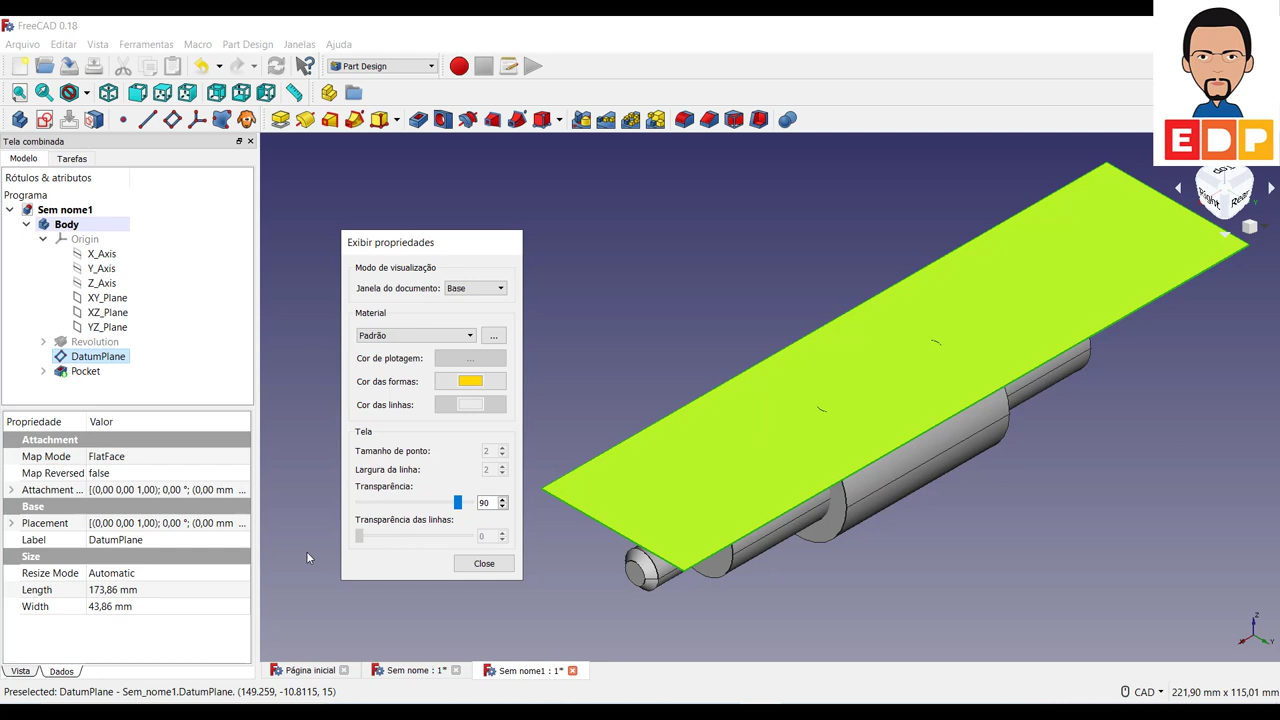 FreeCAD 0.18
Arquivo Editar Vista Ferramentas Macro Part Design Janelas Ajuda
Part Design
EDP
Tela combinada
Modelo Tarefas
Rótulos & atributos
Programa
Sem nome1
Body
Origin
X_Axis
Y_Axis
Z_Axis
XY_Plane
XZ_Plane
YZ_Plane
Revolution
DatumPlane
Pocket
Propriedade Valor
Attachment
Map Mode FlatFace
Map Reversed false
Attachment ... [(0,00 0,00 1,00); 0,00 °; (0,00 mm ...
Base
Placement [(0,00 0,00 1,00); 0,00 °; (0,00 mm ...
Label DatumPlane
Size
Resize Mode Automatic
Length 173,86 mm
Width 43,86 mm
Vista Dados
Exibir propriedades
Modo de visualização
Janela do documento: Base
Material
Padrão ...
Cor de plotagem: ...
Cor das formas:
Cor das linhas:
Tela
Tamanho de ponto: 2
Largura da linha: 2
Transparência:
90
Transparência das linhas:
0
Close
Right Rear
Z
X Y
Página inicial Sem nome : 1* Sem nome1 : 1*
Preselected: DatumPlane - Sem_nome1.DatumPlane. (149.259, -10.8115, 15) CAD 221,90 mm x 115,01 mm